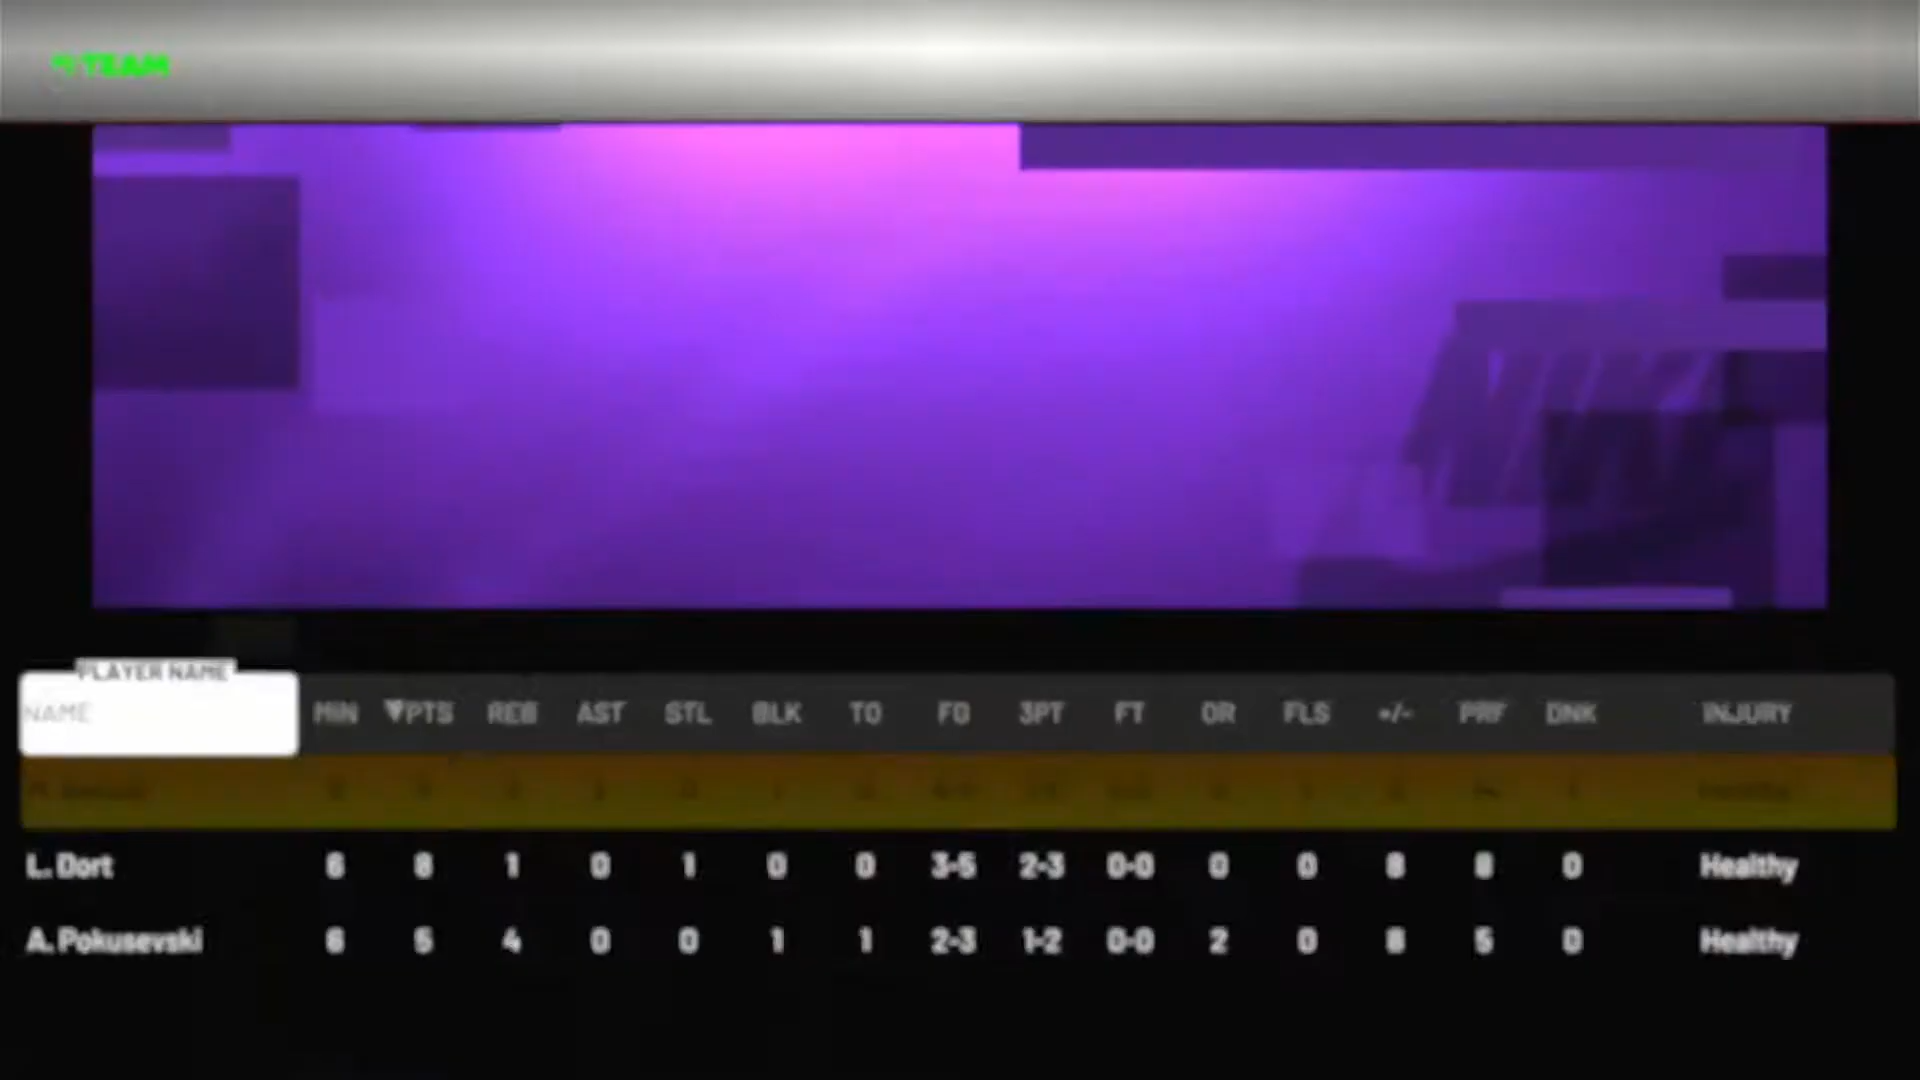 TEAM
PLAYER NAME
NAME MIN ▼PTS REB AST STL BLK TO FG 3PT FT OR FLS +/- PRF DNK INJURY
Healthy
L. Dort 6 8 1 0 1 0 0 3-5 2-3 0-0 0 0 8 8 0 Healthy
A. Pokusevski 6 5 4 0 0 1 1 2-3 1-2 0-0 2 0 8 5 0 Healthy